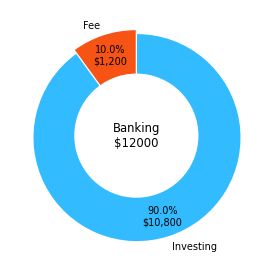 Fee
10.0%
$1,200
Banking
$12000
90.0%
$10,800
Investing